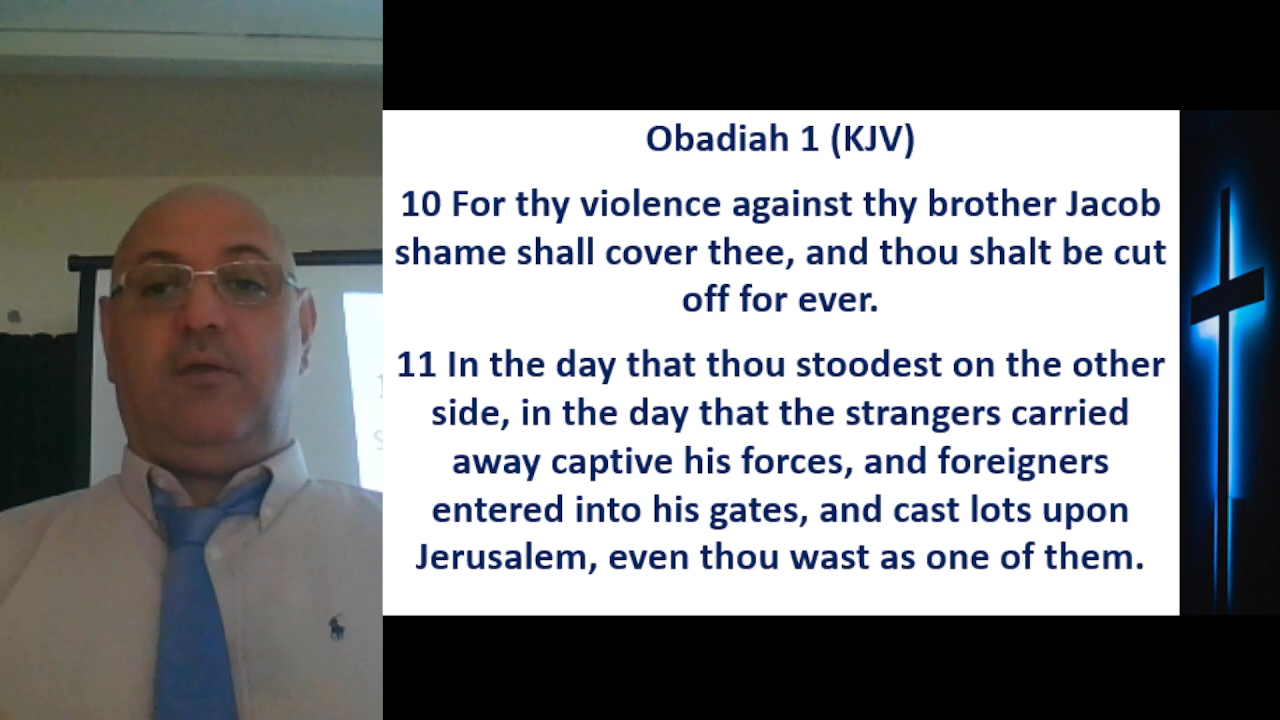 Obadiah 1 (KJV)
10 For thy violence against thy brother Jacob
shame shall cover thee, and thou shalt be cut
off for ever.
11 In the day that thou stoodest on the other
side, in the day that the strangers carried
away captive his forces, and foreigners
entered into his gates, and cast lots upon
Jerusalem, even thou wast as one of them.